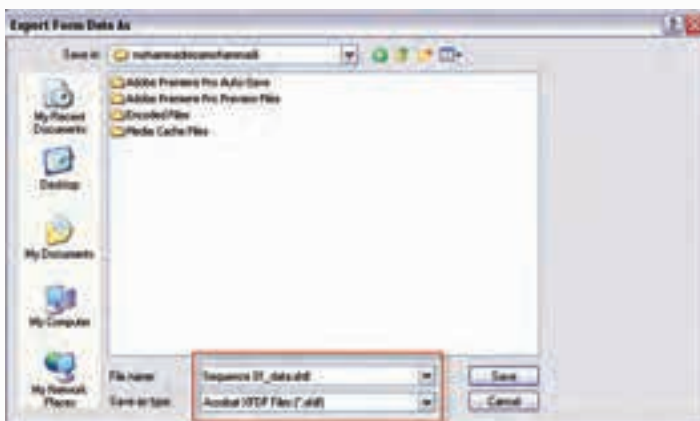 Export Form Data As
Save in:
Adobe Premiere Pro Auto-Save
Adobe Premiere Pro Preview Files
Encoded Files
Media Cache Files
My Recent
Documents
Desktop
My Documents
My Computer
My Network
Places
File name:
Sequence 01_data.xfdf
Save
Save as type:
Acrobat XFDF Files (*.xfdf)
Cancel